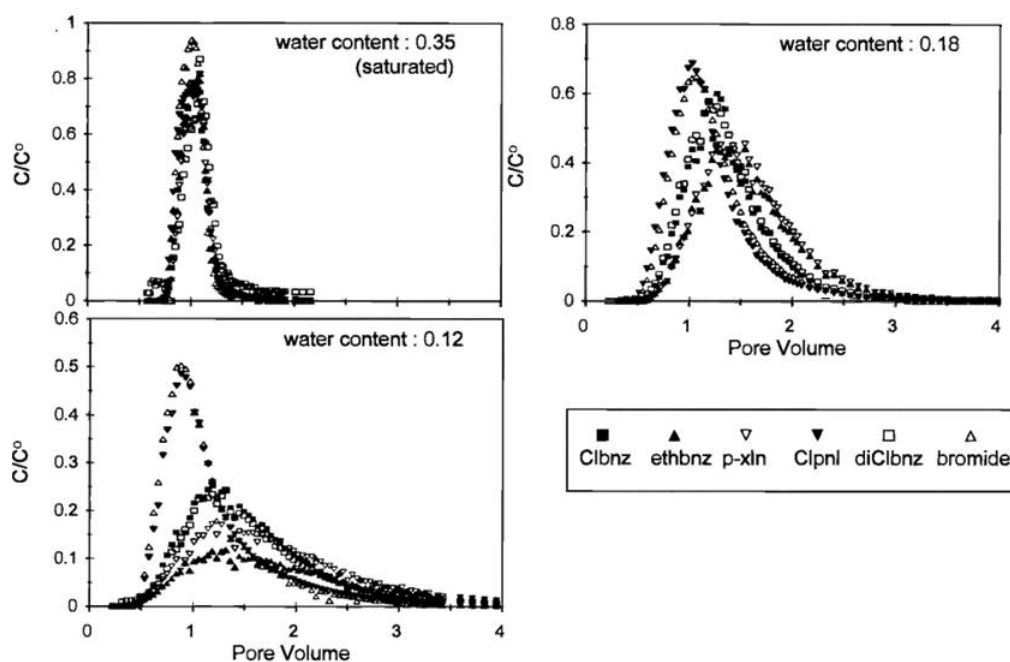 water content : 0.35
(saturated)
1
0.8
0.6
0.4
0.2
0
C/Cº
water content : 0.18
0.8
0.6
0.4
0.2
0
C/Cº
0 1 2 3 4
Pore Volume
water content : 0.12
0.6
0.5
0.4
0.3
0.2
0.1
0
C/Cº
0 1 2 3 4
Pore Volume
Clbnz ethbnz p-xln Clpnl diClbnz bromide